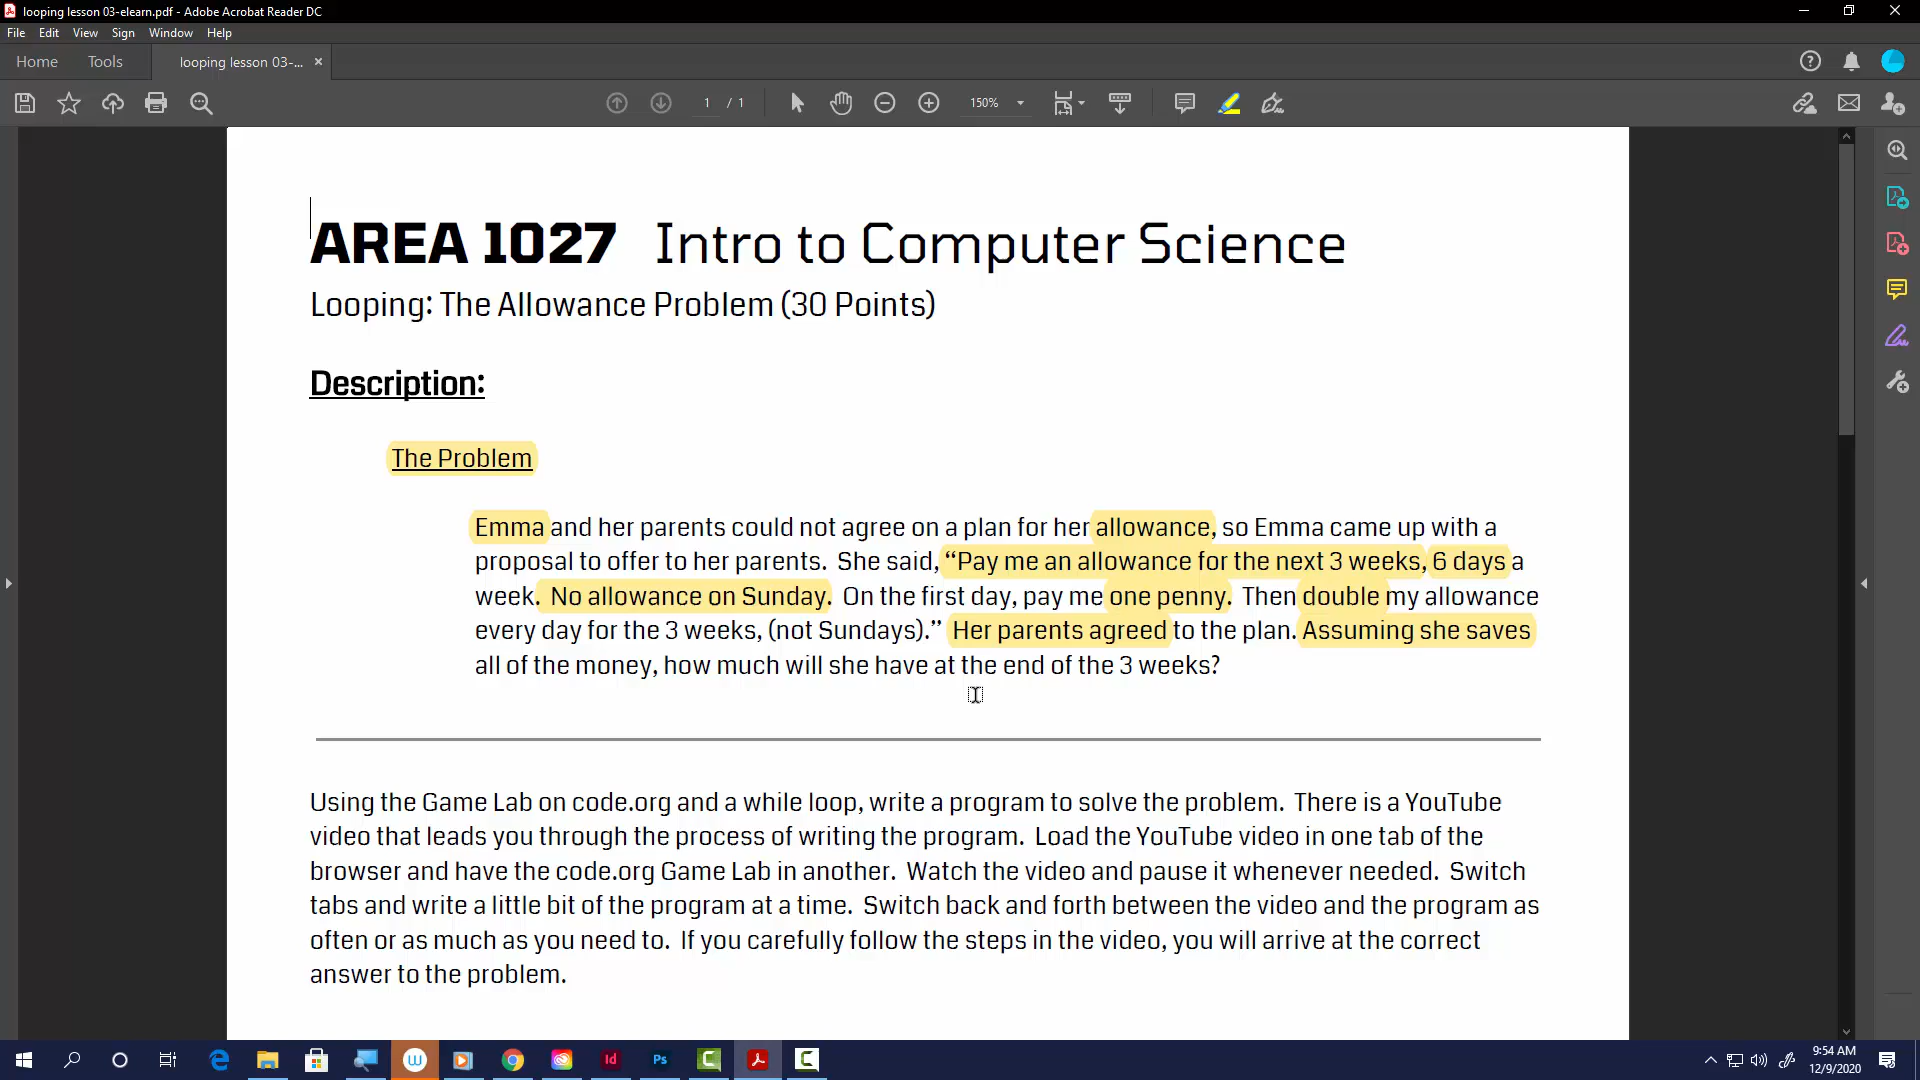 looping lesson 03-elearn.pdf - Adobe Acrobat Reader DC
File Edit View Sign Window Help
Home Tools looping lesson 03-... ×
1 / 1 150%
AREA 1027 Intro to Computer Science
Looping: The Allowance Problem (30 Points)
Description:
The Problem
Emma and her parents could not agree on a plan for her allowance, so Emma came up with a
proposal to offer to her parents. She said, “Pay me an allowance for the next 3 weeks, 6 days a
week. No allowance on Sunday. On the first day, pay me one penny. Then double my allowance
every day for the 3 weeks, (not Sundays).” Her parents agreed to the plan. Assuming she saves
all of the money, how much will she have at the end of the 3 weeks?
Using the Game Lab on code.org and a while loop, write a program to solve the problem. There is a YouTube
video that leads you through the process of writing the program. Load the YouTube video in one tab of the
browser and have the code.org Game Lab in another. Watch the video and pause it whenever needed. Switch
tabs and write a little bit of the program at a time. Switch back and forth between the video and the program as
often or as much as you need to. If you carefully follow the steps in the video, you will arrive at the correct
answer to the problem.
9:54 AM
12/9/2020